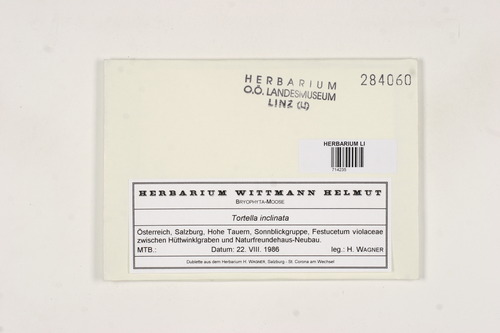 HERBARIUM
O.Ö. LANDESMUSEUM
LINZ (LI)
284060
HERBARIUM LI
714235
HERBARIUM WITTMANN HELMUT
BRYOPHYTA-MOOSE
Tortella inclinata
Österreich, Salzburg, Hohe Tauern, Sonnblickgruppe, Festucetum violaceae
zwischen Hüttwinklgraben und Naturfreundehaus-Neubau.
MTB.: Datum: 22. VIII. 1986 leg.: H. WAGNER
Dublette aus dem Herbarium H. WAGNER, Salzburg - St. Corona am Wechsel